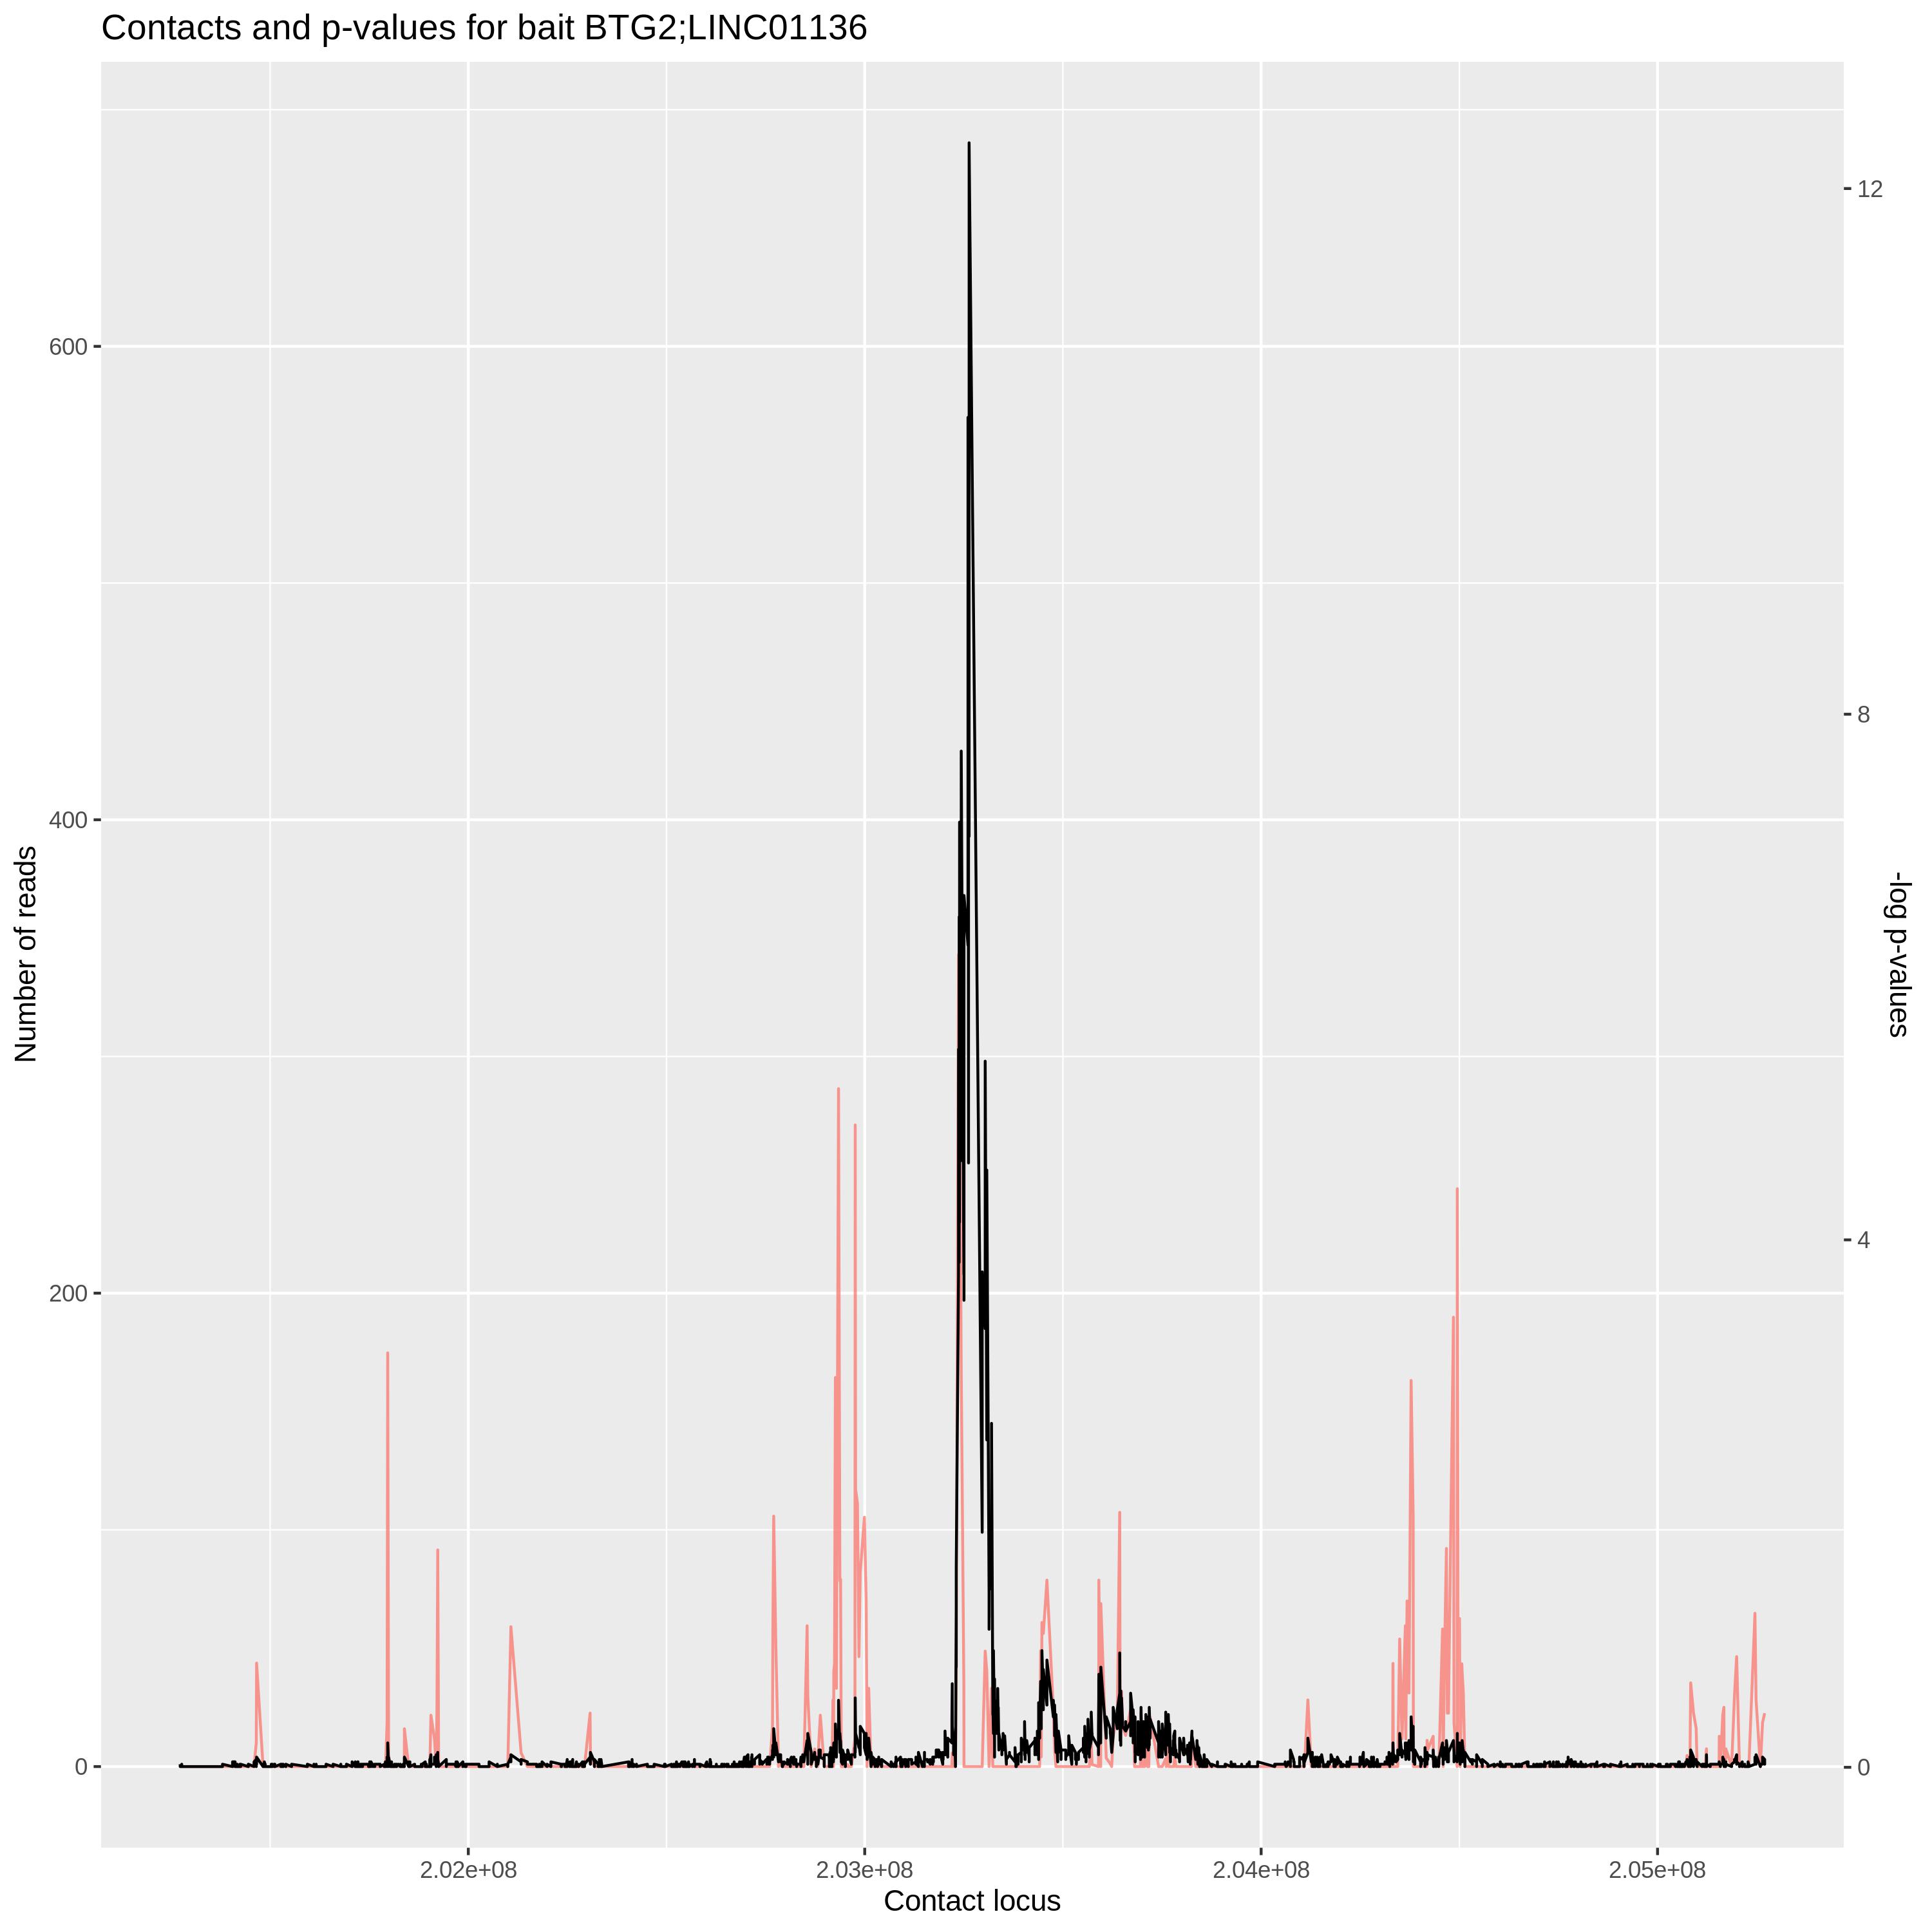 Contacts and p-values for bait BTG2;LINC01136
12
600
8
400
Number of reads
-log p-values
4
200
0
0
2.02e+08 2.03e+08 2.04e+08 2.05e+08
Contact locus